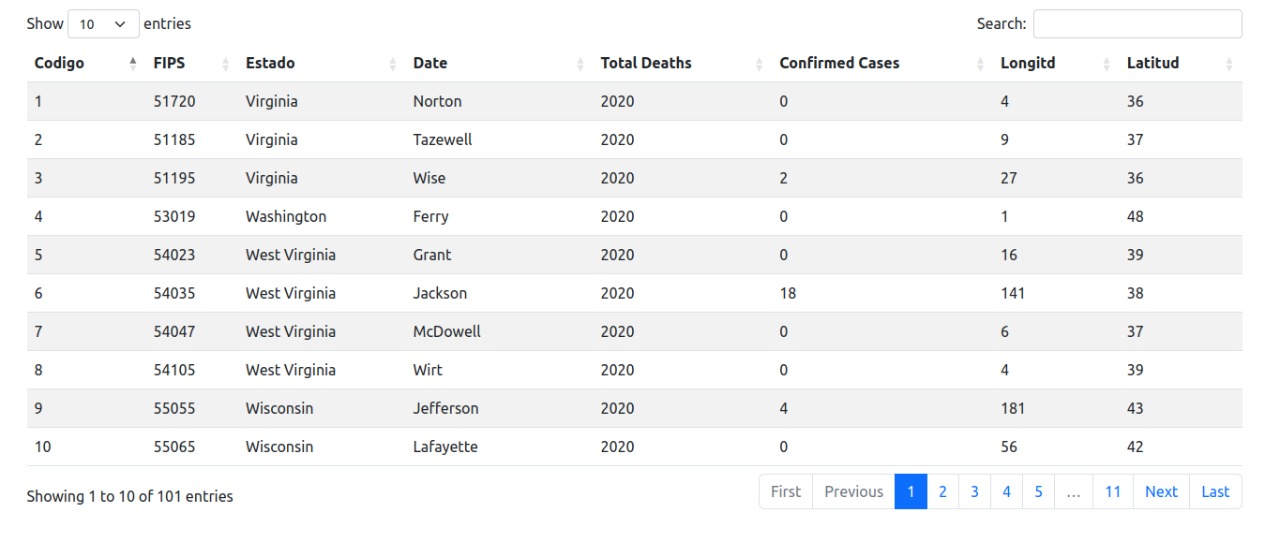 Show 10 entries Search:
Codigo FIPS Estado Date Total Deaths Confirmed Cases Longitd Latitud
1 51720 Virginia Norton 2020 0 4 36
2 51185 Virginia Tazewell 2020 0 9 37
3 51195 Virginia Wise 2020 2 27 36
4 53019 Washington Ferry 2020 0 1 48
5 54023 West Virginia Grant 2020 0 16 39
6 54035 West Virginia Jackson 2020 18 141 38
7 54047 West Virginia McDowell 2020 0 6 37
8 54105 West Virginia Wirt 2020 0 4 39
9 55055 Wisconsin Jefferson 2020 4 181 43
10 55065 Wisconsin Lafayette 2020 0 56 42
Showing 1 to 10 of 101 entries First Previous 1 2 3 4 5 … 11 Next Last